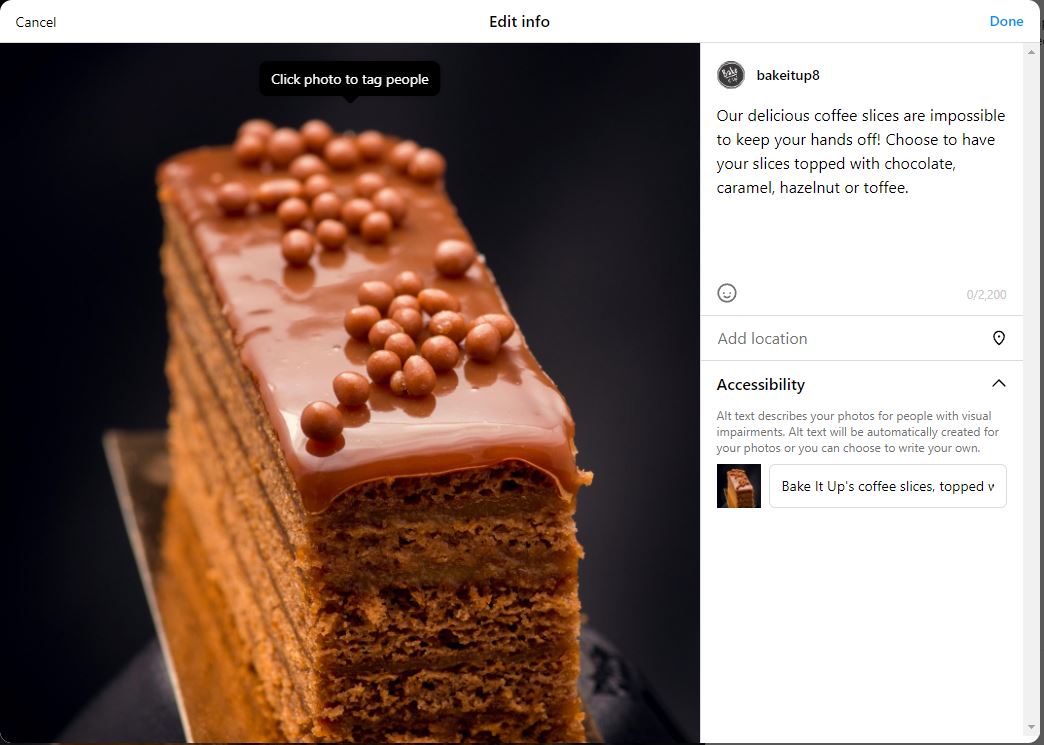 Cancel
Edit info
Done
Click photo to tag people
bakeitup8
Our delicious coffee slices are impossible
to keep your hands off! Choose to have
your slices topped with chocolate,
caramel, hazelnut or toffee.
0/2,200
Add location
Accessibility
Alt text describes your photos for people with visual
impairments. Alt text will be automatically created for
your photos or you can choose to write your own.
Bake It Up's coffee slices, topped